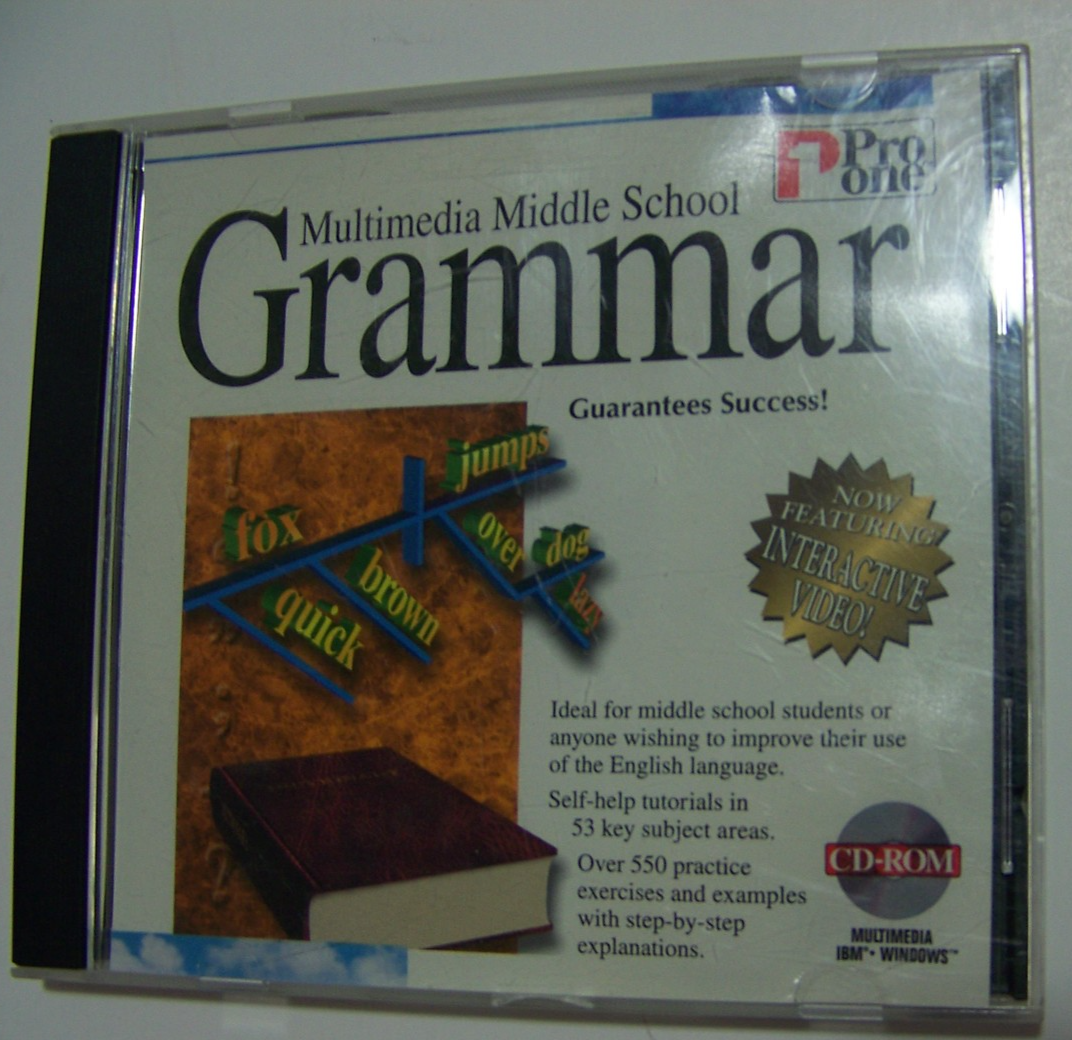 Pro
one
Multimedia Middle School
Grammar
Guarantees Success!
jumps
fox
over
dog
brown
lazy
quick
NOW
FEATURING!
INTERACTIVE
VIDEO!
Ideal for middle school students or
anyone wishing to improve their use
of the English language.
Self-help tutorials in
53 key subject areas.
Over 550 practice
exercises and examples
with step-by-step
explanations.
CD-ROM
MULTIMEDIA
IBM™• WINDOWS™